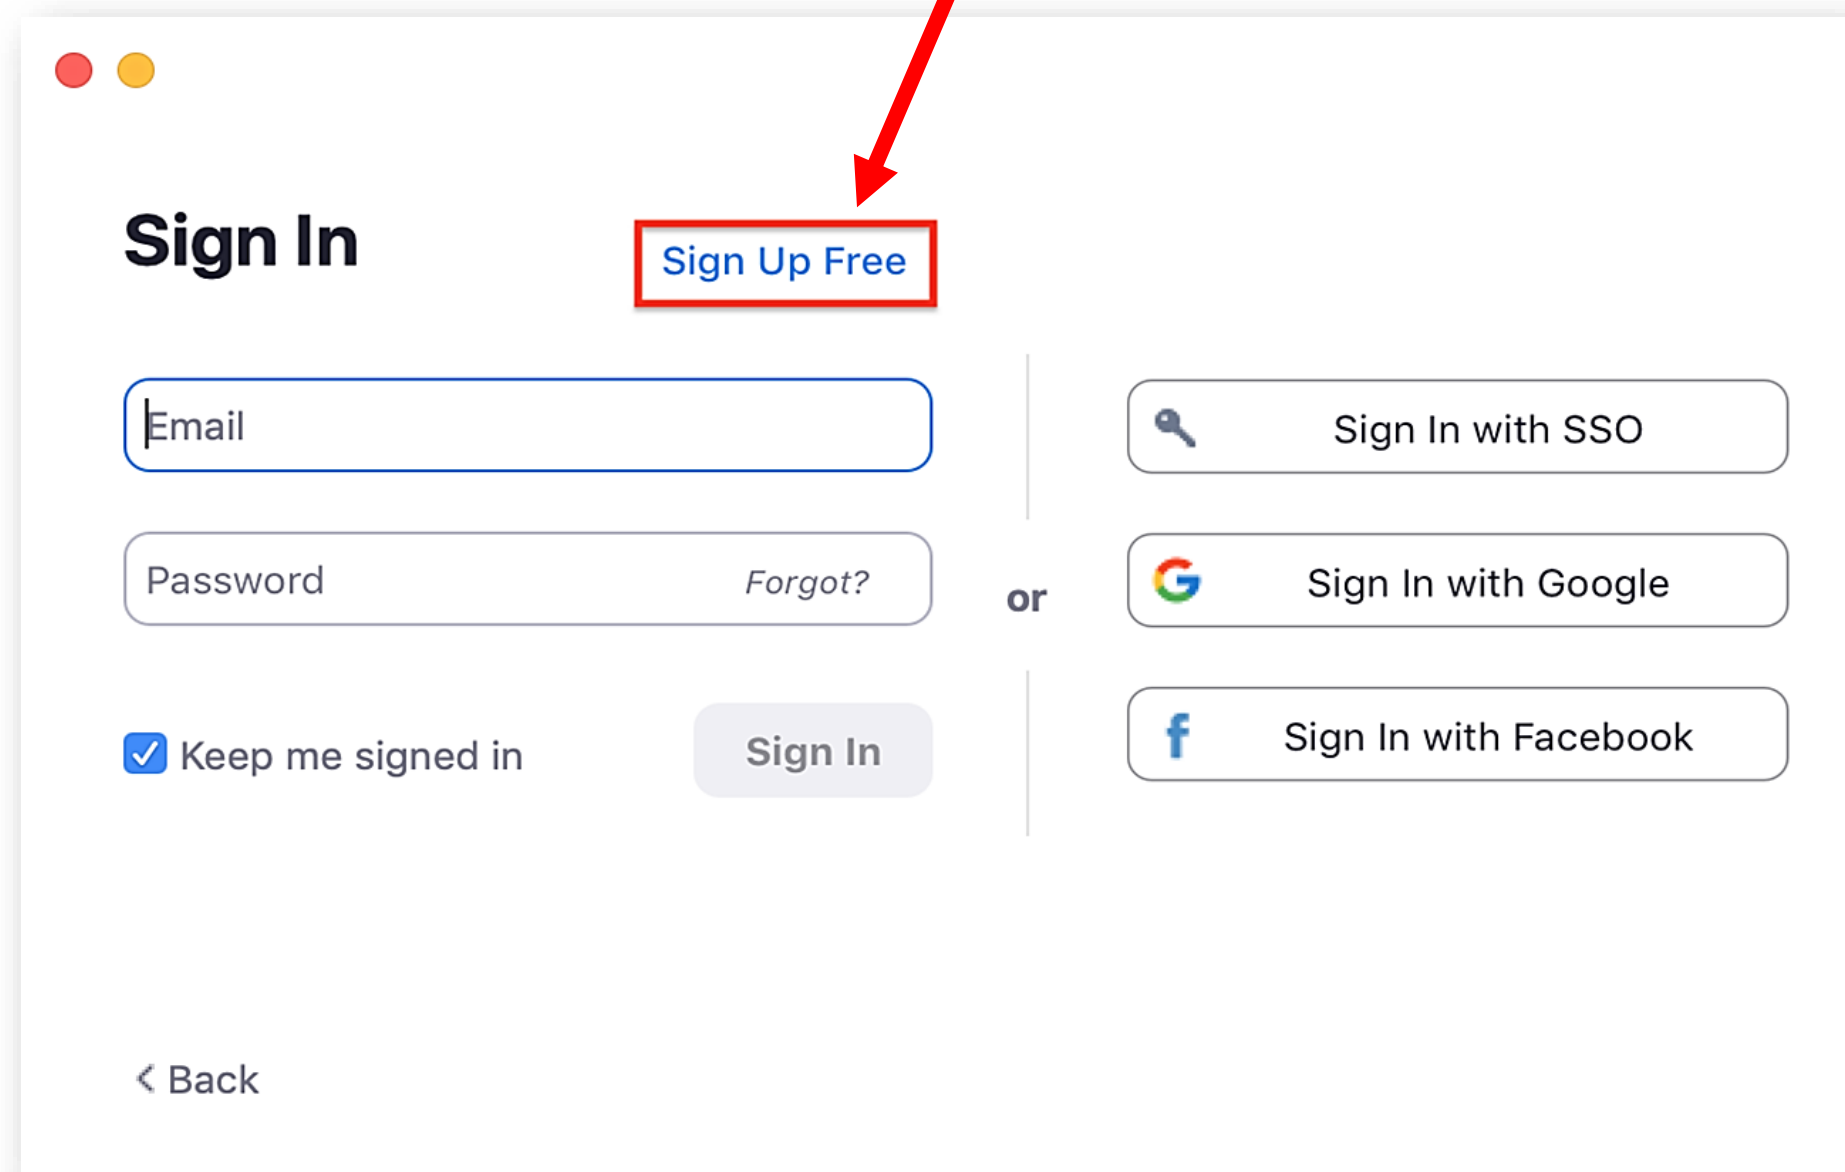 Sign In
Sign Up Free
Email
Password
Forgot?
Keep me signed in
Sign In
or
Sign In with SSO
Sign In with Google
Sign In with Facebook
Back